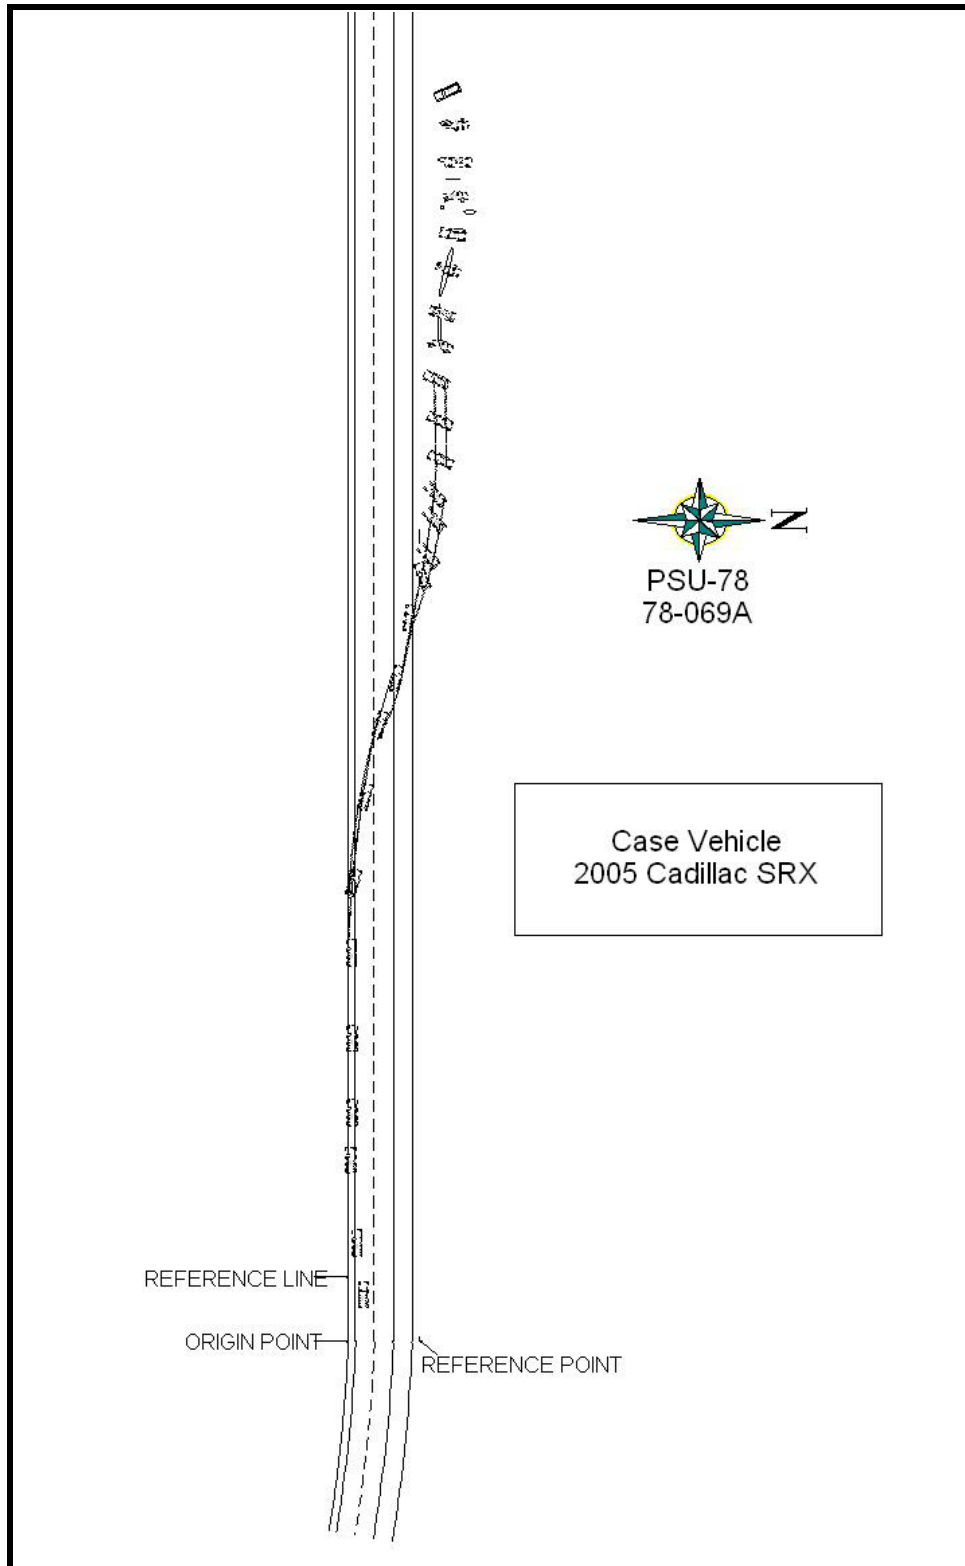 N
PSU-78
78-069A
Case Vehicle
2005 Cadillac SRX
REFERENCE LINE
ORIGIN POINT
REFERENCE POINT